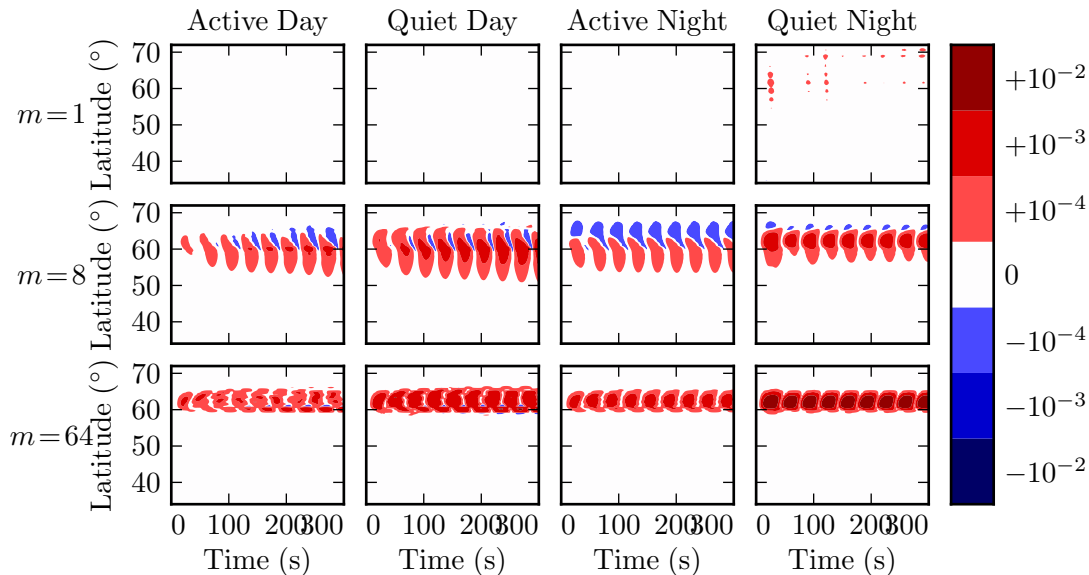 Active Day Quiet Day Active Night Quiet Night
m=1 Latitude (°) 70 60 50 40
m=8 Latitude (°) 70 60 50 40
m=64 Latitude (°) 70 60 50 40
0 100 200 300 0 100 200 300 0 100 200 300 0 100 200 300
Time (s) Time (s) Time (s) Time (s)
+10⁻²
+10⁻³
+10⁻⁴
0
−10⁻⁴
−10⁻³
−10⁻²